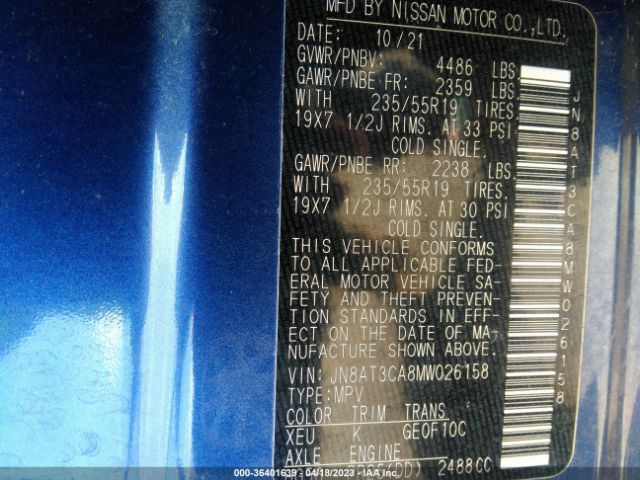 MFD BY NISSAN MOTOR CO.,LTD.
DATE: 10/21
GVWR/PNBV: 4486 LBS
GAWR/PNBE FR: 2359 LBS.
WITH 235/55R19 TIRES.
19X7 1/2J RIMS. AT 33 PSI
COLD SINGLE.
GAWR/PNBE RR: 2238 LBS.
WITH 235/55R19 TIRES.
19X7 1/2J RIMS. AT 30 PSI
COLD SINGLE.
THIS VEHICLE CONFORMS
TO ALL APPLICABLE FED-
ERAL MOTOR VEHICLE SA-
FETY AND THEFT PREVEN-
TION STANDARDS IN EFF-
ECT ON THE DATE OF MA-
NUFACTURE SHOWN ABOVE.
VIN: JN8AT3CA8MW026158
TYPE: MPV
COLOR TRIM TRANS
XEU K GE0F10C
AXLE ENGINE
(DD) 2488CC
JN8AT3CA8MW026158
000-36401639 - 04/18/2023 - IAA Inc.